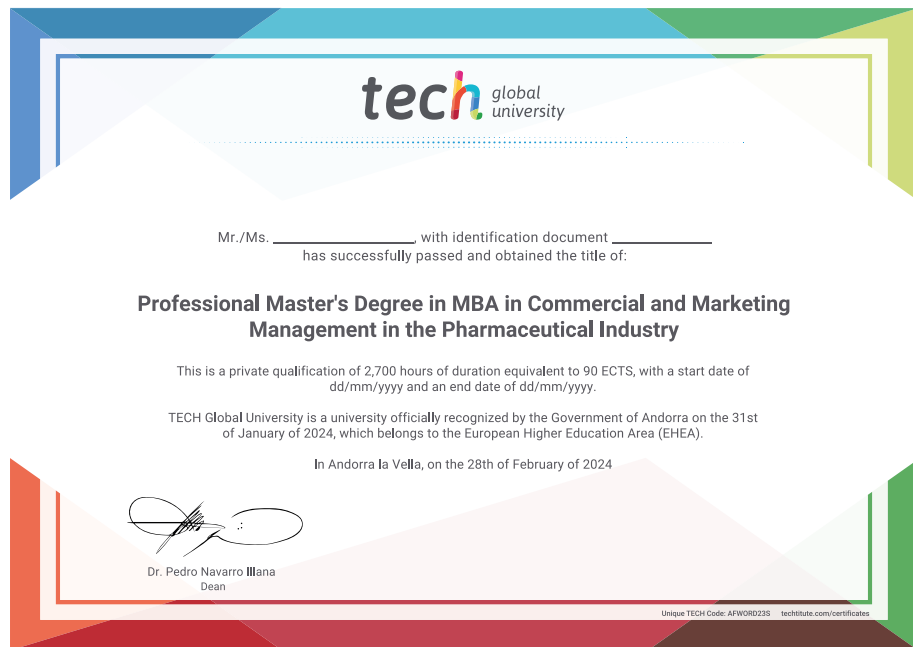 tech global university
Mr./Ms. ________________, with identification document ____________
has successfully passed and obtained the title of:
Professional Master's Degree in MBA in Commercial and Marketing
Management in the Pharmaceutical Industry
This is a private qualification of 2,700 hours of duration equivalent to 90 ECTS, with a start date of
dd/mm/yyyy and an end date of dd/mm/yyyy.
TECH Global University is a university officially recognized by the Government of Andorra on the 31st
of January of 2024, which belongs to the European Higher Education Area (EHEA).
In Andorra la Vella, on the 28th of February of 2024
Dr. Pedro Navarro Illana
Dean
Unique TECH Code: AFWORD23S techtitute.com/certificates